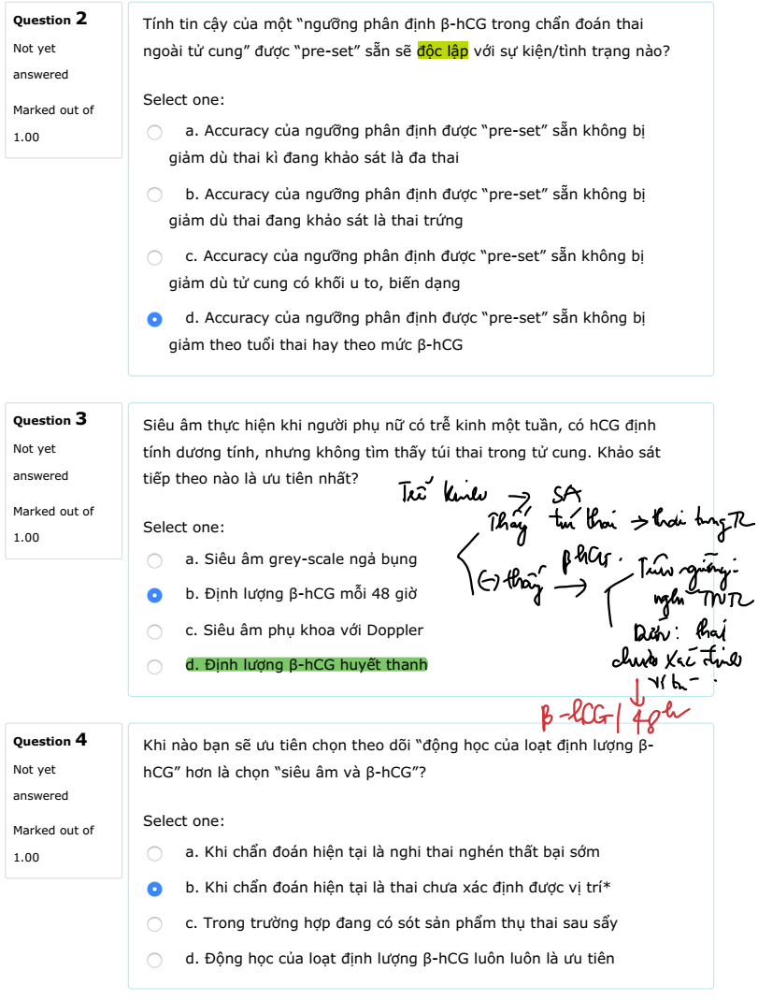 Question 2
Not yet
answered
Marked out of
1.00
Tính tin cậy của một “ngưỡng phân định β-hCG trong chẩn đoán thai
ngoài tử cung” được “pre-set” sẵn sẽ độc lập với sự kiện/tình trạng nào?
Select one:
a. Accuracy của ngưỡng phân định được “pre-set” sẵn không bị
giảm dù thai kì đang khảo sát là đa thai
b. Accuracy của ngưỡng phân định được “pre-set” sẵn không bị
giảm dù thai đang khảo sát là thai trứng
c. Accuracy của ngưỡng phân định được “pre-set” sẵn không bị
giảm dù tử cung có khối u to, biến dạng
d. Accuracy của ngưỡng phân định được “pre-set” sẵn không bị
giảm theo tuổi thai hay theo mức β-hCG
Question 3
Not yet
answered
Marked out of
1.00
Siêu âm thực hiện khi người phụ nữ có trễ kinh một tuần, có hCG định
tính dương tính, nhưng không tìm thấy túi thai trong tử cung. Khảo sát
tiếp theo nào là ưu tiên nhất?
Select one:
a. Siêu âm grey-scale ngả bụng
b. Định lượng β-hCG mỗi 48 giờ
c. Siêu âm phụ khoa với Doppler
d. Định lượng β-hCG huyết thanh
Trễ kinh → SA
Thấy túi thai → thai trong TC
(-) thấy → βhCG
Trên ngưỡng:
nghi TNTC
Dưới: thai
chưa xác định
vị trí
β-hCG / 48h
Question 4
Not yet
answered
Marked out of
1.00
Khi nào bạn sẽ ưu tiên chọn theo dõi “động học của loạt định lượng β-
hCG” hơn là chọn “siêu âm và β-hCG”?
Select one:
a. Khi chẩn đoán hiện tại là nghi thai nghén thất bại sớm
b. Khi chẩn đoán hiện tại là thai chưa xác định được vị trí*
c. Trong trường hợp đang có sót sản phẩm thụ thai sau sẩy
d. Động học của loạt định lượng β-hCG luôn luôn là ưu tiên